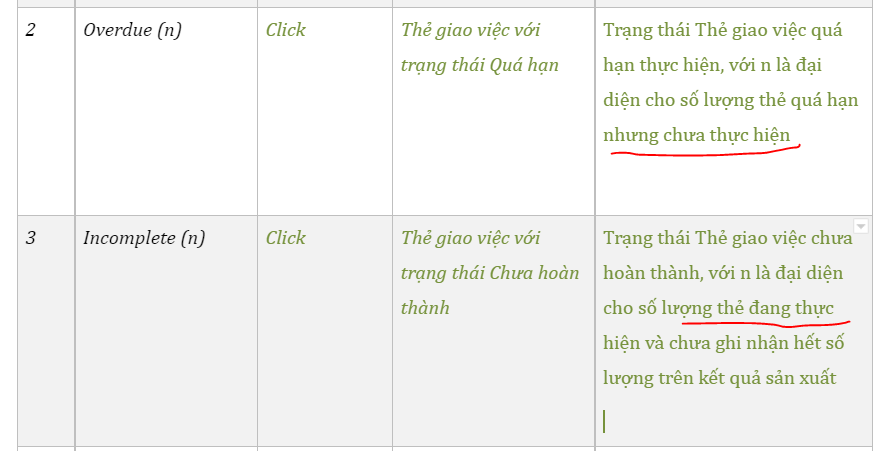 2
Overdue (n)
Click
Thẻ giao việc với
trạng thái Quá hạn
Trạng thái Thẻ giao việc quá
hạn thực hiện, với n là đại
diện cho số lượng thẻ quá hạn
nhưng chưa thực hiện
3
Incomplete (n)
Click
Thẻ giao việc với
trạng thái Chưa hoàn
thành
Trạng thái Thẻ giao việc chưa
hoàn thành, với n là đại diện
cho số lượng thẻ đang thực
hiện và chưa ghi nhận hết số
lượng trên kết quả sản xuất